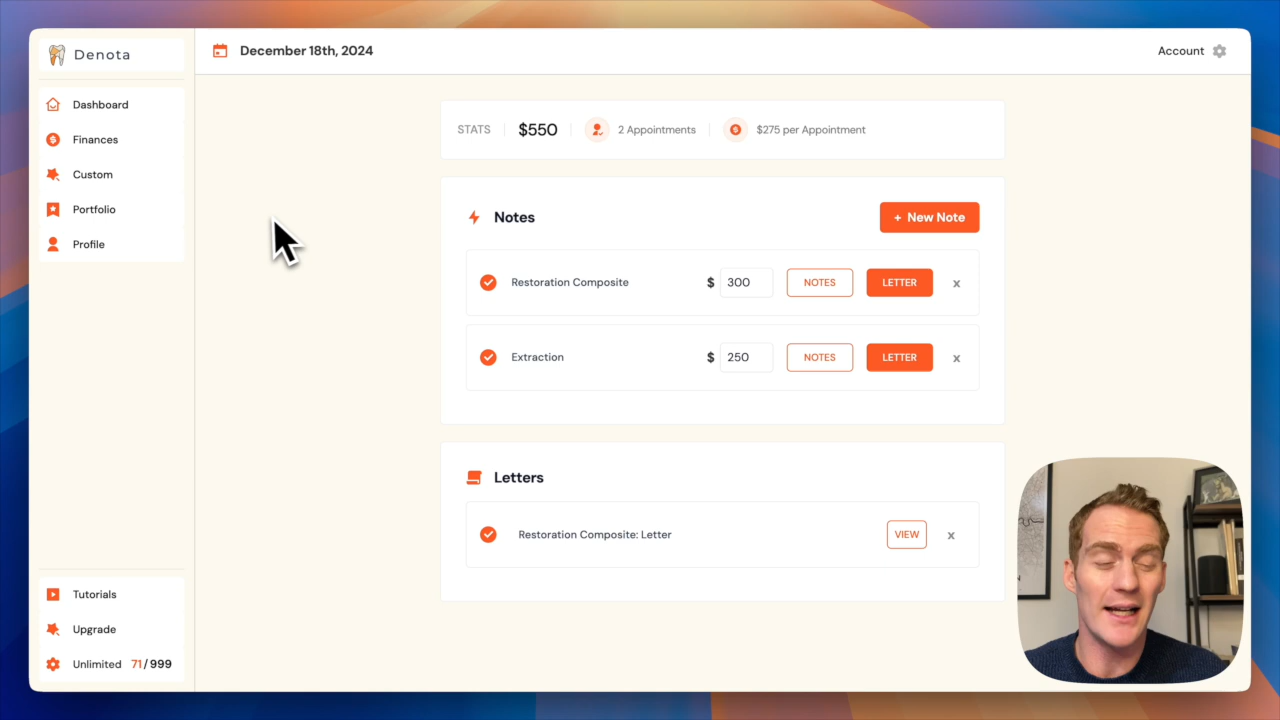 Denota
December 18th, 2024
Account
Dashboard
Finances
Custom
Portfolio
Profile
STATS $550 2 Appointments $275 per Appointment
Notes
+ New Note
Restoration Composite $ 300 NOTES LETTER x
Extraction $ 250 NOTES LETTER x
Letters
Restoration Composite: Letter VIEW x
Tutorials
Upgrade
Unlimited 71/999